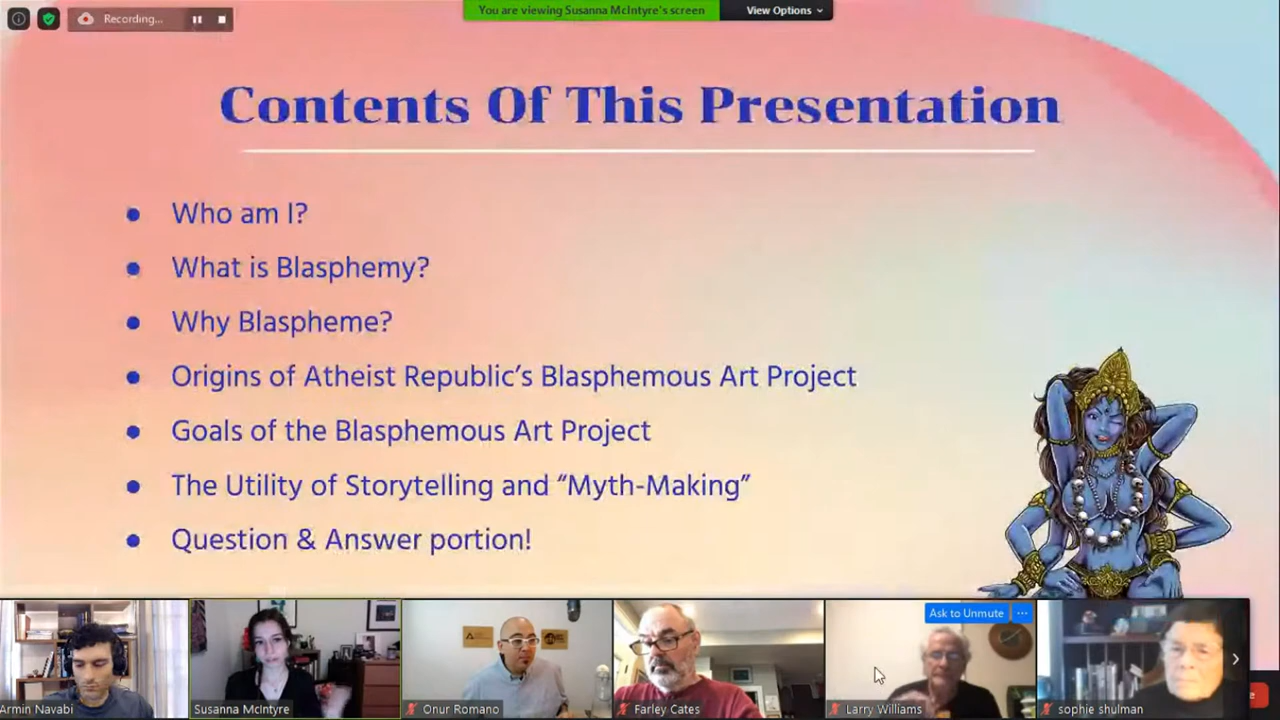 Recording...
You are viewing Susanna McIntyre's screen
View Options
Contents Of This Presentation
• Who am I?
• What is Blasphemy?
• Why Blaspheme?
• Origins of Atheist Republic's Blasphemous Art Project
• Goals of the Blasphemous Art Project
• The Utility of Storytelling and “Myth-Making”
• Question & Answer portion!
Ask to Unmute
Armin Navabi
Susanna McIntyre
Onur Romano
Farley Cates
Larry Williams
sophie shulman